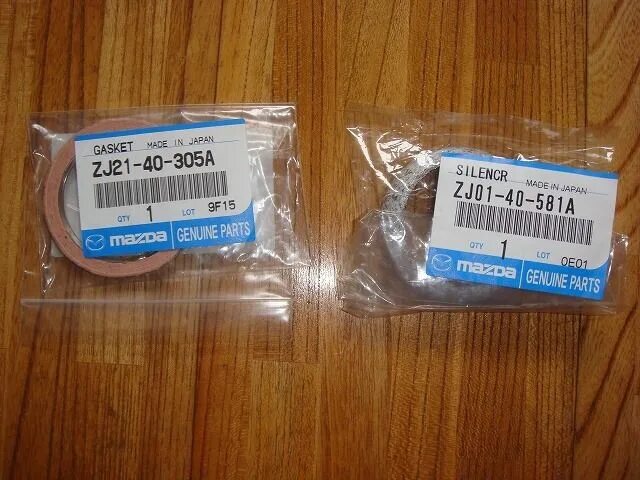 GASKET MADE IN JAPAN
ZJ21-40-305A
QTY 1 LOT 9F15
mazda GENUINE PARTS
SILENCR MADE IN JAPAN
ZJ01-40-581A
QTY 1 LOT 0E01
mazda GENUINE PARTS